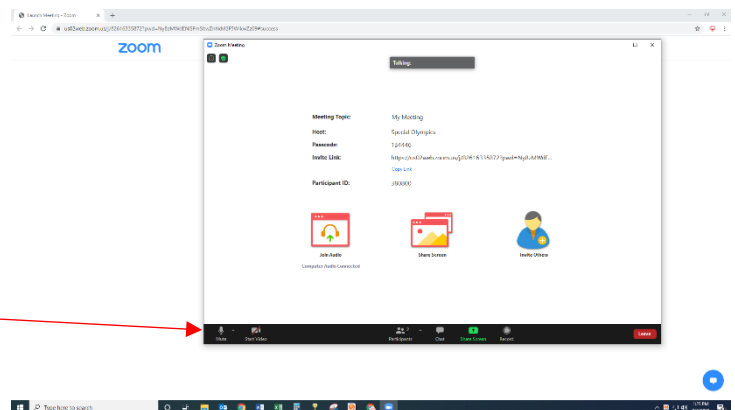 Launch Meeting - Zoom
zoom
Zoom Meeting
Talking:
Meeting Topic: My Meeting
Host: Special Olympics
Passcode:
Invite Link:
Copy Link
Participant ID:
Join Audio Share Screen Invite Others
Computer Audio Connected
Mute Start Video Participants 2 Chat Share Screen Record Leave
Type here to search